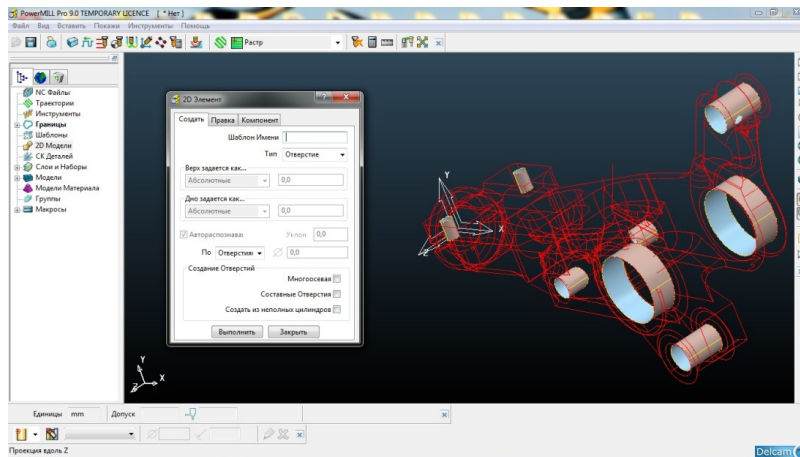 PowerMILL Pro 9.0 TEMPORARY LICENCE [ * Нет ]
Файл Вид Вставить Покажи Инструменты Помощь
Растр
NC Файлы
Траектории
Инструменты
Границы
Шаблоны
2D Модели
СК Деталей
Слои и Наборы
Модели
Модели Материала
Группы
Макросы
2D Элемент
Создать Правка Компонент
Шаблон Имени
Тип Отверстие
Верх задается как...
Абсолютные 0,0
Дно задается как...
Абсолютные 0,0
Автораспознаваі Уклон 0,0
По Отверстию 0,0
Создание Отверстий
Многоосевая
Составные Отверстия
Создать из неполных цилиндров
Выполнить Закрыть
Y
X
Z
Y
X
Z
Единицы mm Допуск
Проекция вдоль Z
Delcam